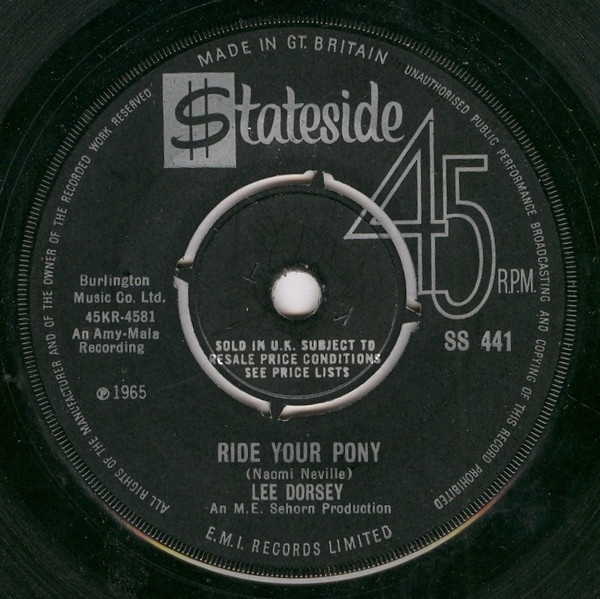 MADE IN GT. BRITAIN
UNAUTHORISED PUBLIC PERFORMANCE BROADCASTING AND COPYING OF THIS RECORD PROHIBITED
ALL RIGHTS OF THE MANUFACTURER AND OF THE OWNER OF THE RECORDED WORK RESERVED
$tateside
45
R.P.M.
Burlington
Music Co. Ltd.
45KR-4581
An Amy-Mala
Recording
℗ 1965
SS 441
SOLD IN U.K. SUBJECT TO
RESALE PRICE CONDITIONS
SEE PRICE LISTS
RIDE YOUR PONY
(Naomi Neville)
LEE DORSEY
An M.E. Sehorn Production
E.M.I. RECORDS LIMITED